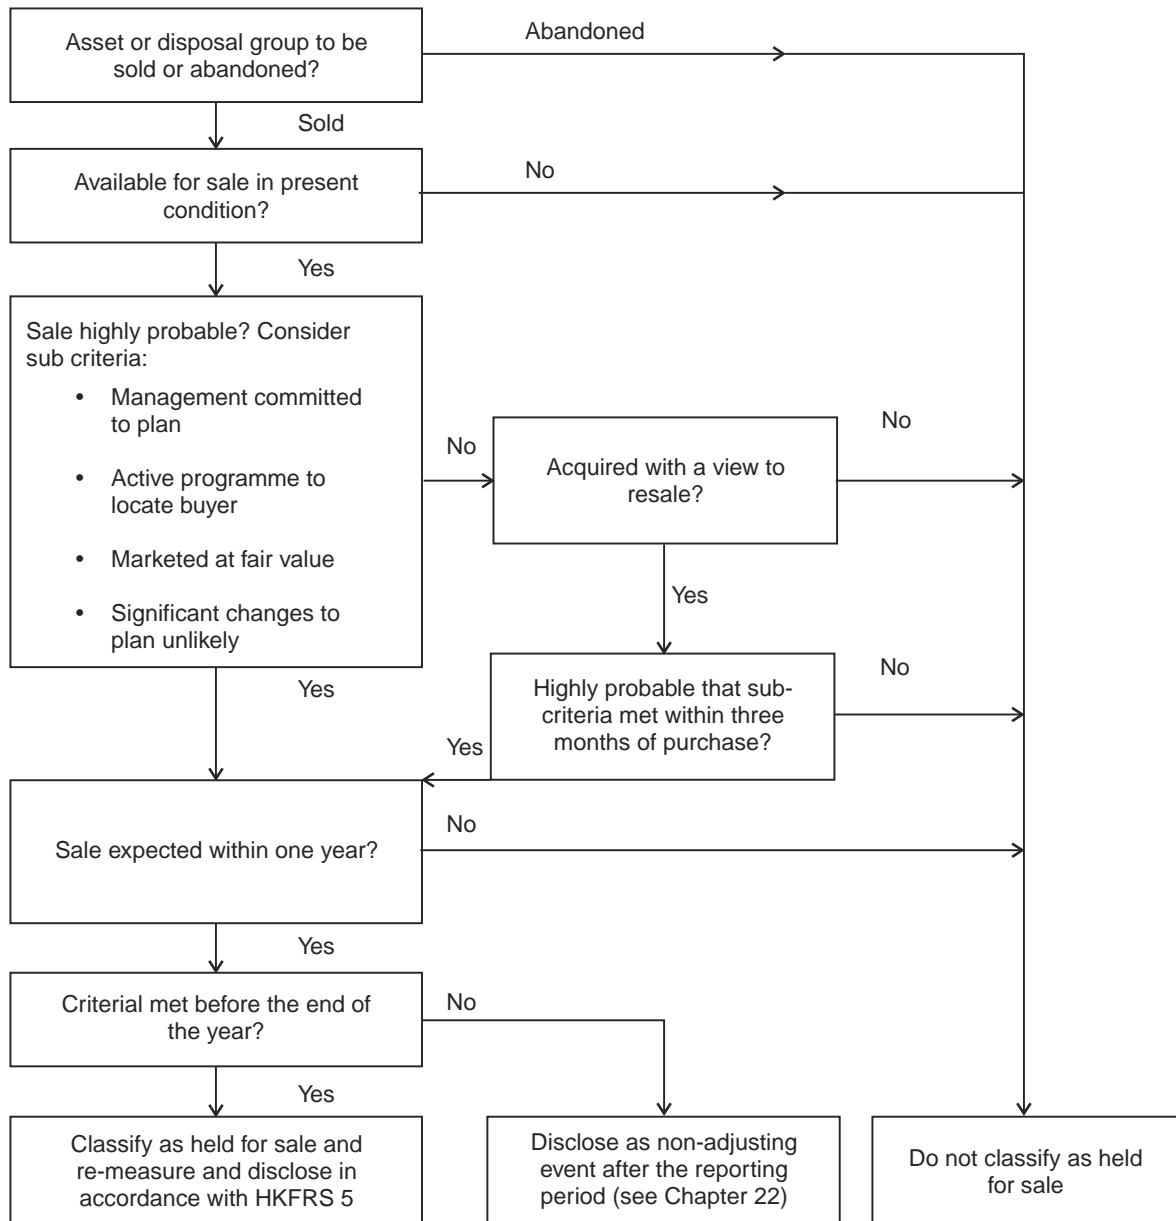 Asset or disposal group to be
sold or abandoned?
Abandoned
Sold
Available for sale in present
condition?
No
Yes
Sale highly probable? Consider
sub criteria:
• Management committed
to plan
• Active programme to
locate buyer
• Marketed at fair value
• Significant changes to
plan unlikely
No
Acquired with a view to
resale?
No
Yes
Yes
Highly probable that sub-
criteria met within three
months of purchase?
No
Yes
Sale expected within one year?
No
Yes
Criterial met before the end of
the year?
No
Yes
Classify as held for sale and
re-measure and disclose in
accordance with HKFRS 5
Disclose as non-adjusting
event after the reporting
period (see Chapter 22)
Do not classify as held
for sale